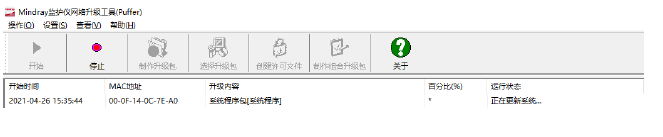 Mindray监护仪网络升级工具(Puffer)
操作(O) 设置(S) 查看(V) 帮助(H)
开始 停止 制作升级包 选择升级包 创建许可文件 制作组合升级包 关于
开始时间 MAC地址 升级内容 百分比(%) 运行状态
2021-04-26 15:35:44 00-0F-14-0C-7E-A0 系统程序包[系统程序] * 正在更新系统...